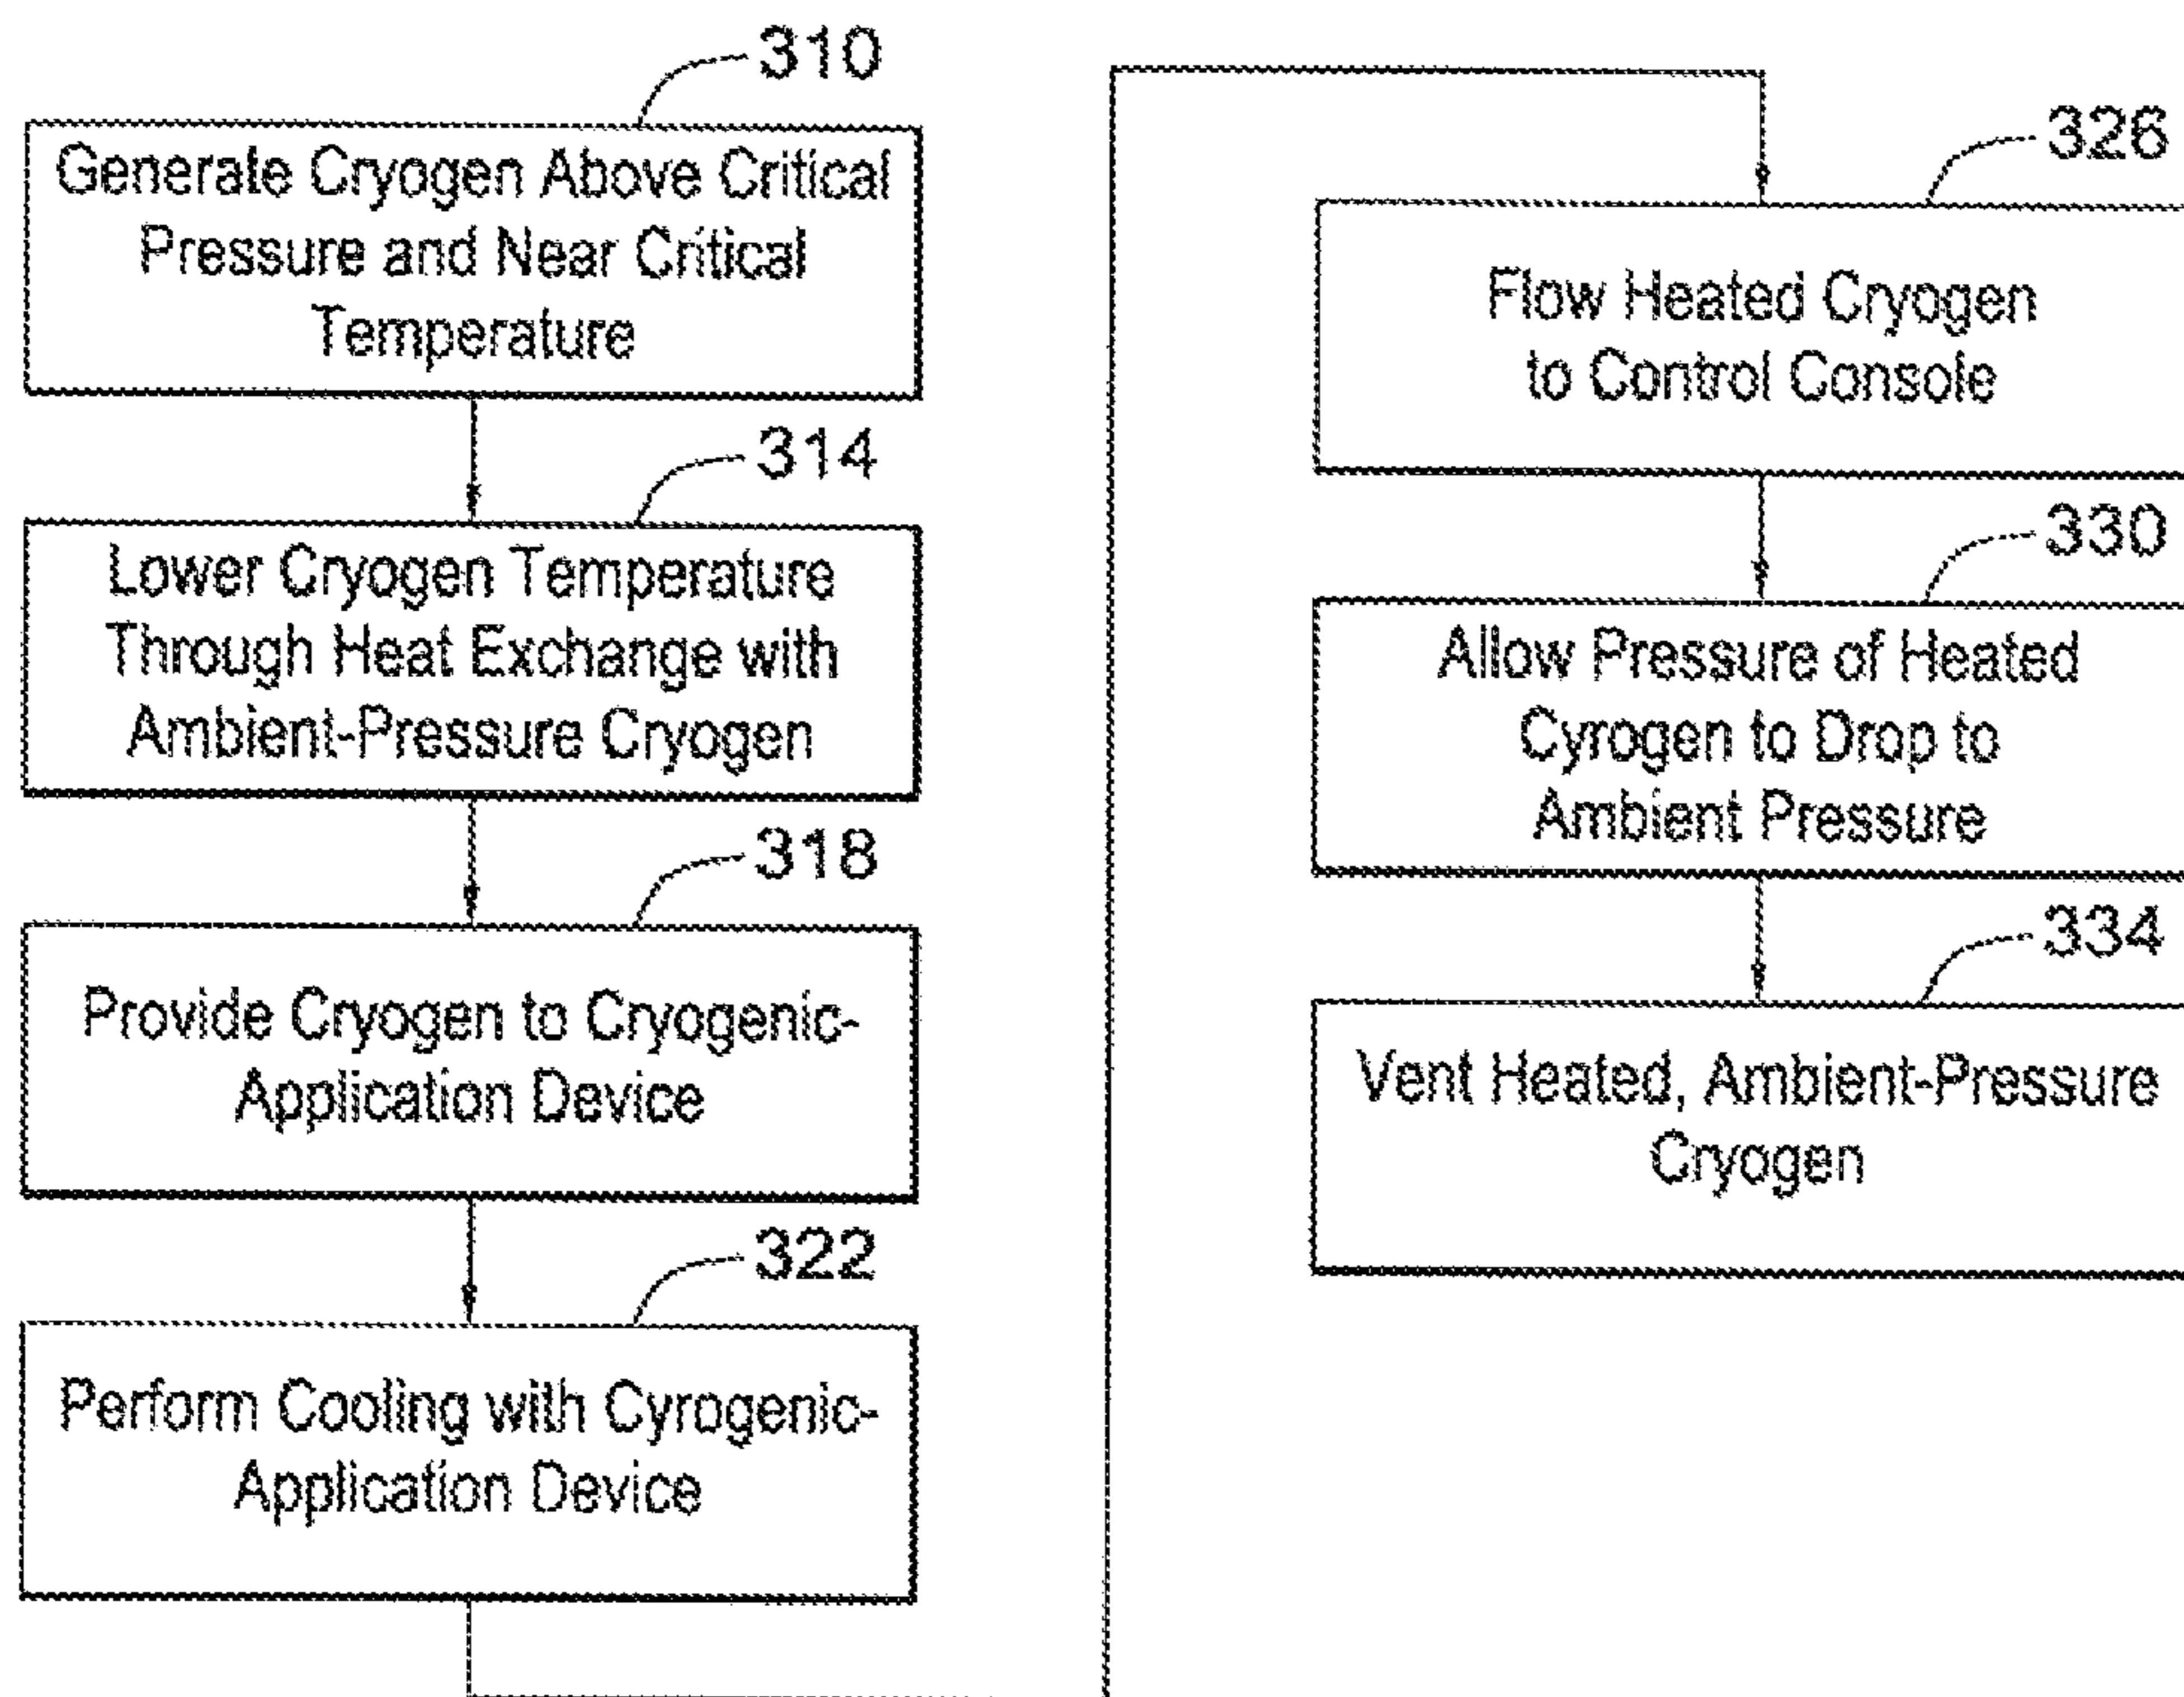 310
Generate Cryogen Above Critical
Pressure and Near Critical
Temperature
314
Lower Cryogen Temperature
Through Heat Exchange with
Ambient-Pressure Cryogen
318
Provide Cryogen to Cryogenic-
Application Device
322
Perform Cooling with Cyrogenic-
Application Device
326
Flow Heated Cryogen
to Control Console
330
Allow Pressure of Heated
Cyrogen to Drop to
Ambient Pressure
334
Vent Heated, Ambient-Pressure
Cryogen